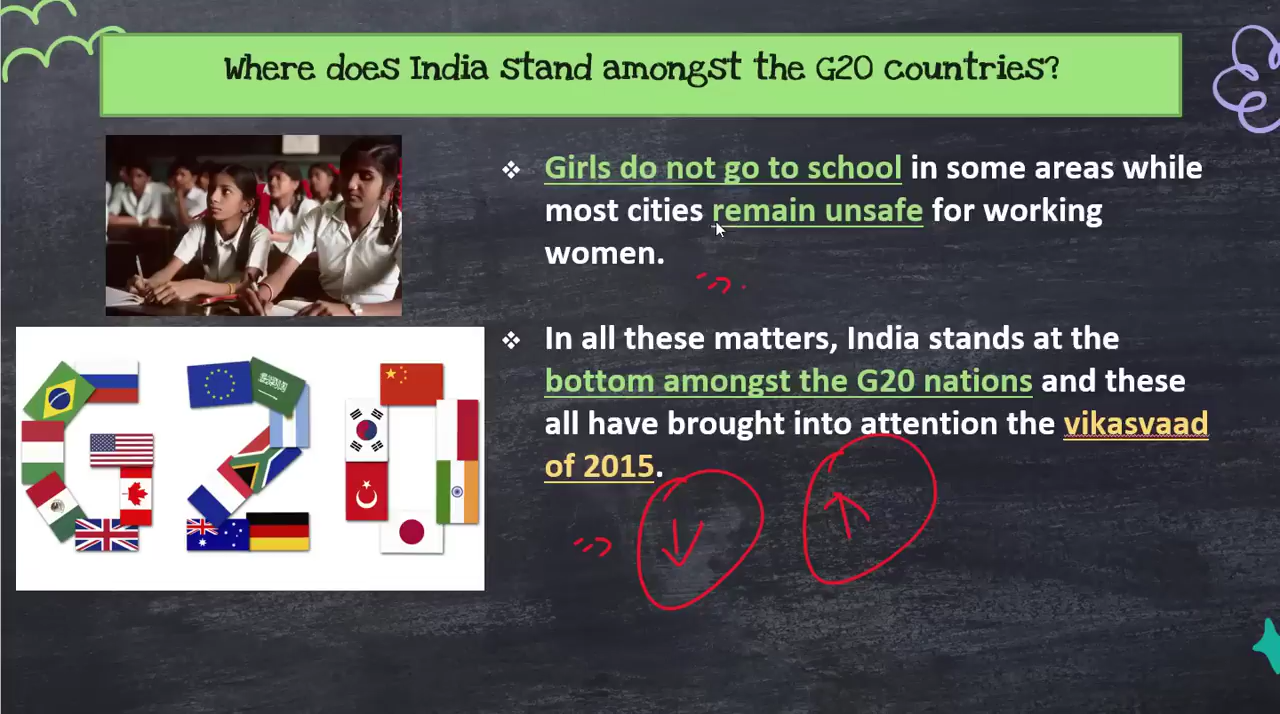 Where does India stand amongst the G20 countries?
❖ Girls do not go to school in some areas while
most cities remain unsafe for working
women.
❖ In all these matters, India stands at the
bottom amongst the G20 nations and these
all have brought into attention the vikasvaad
of 2015.
G20